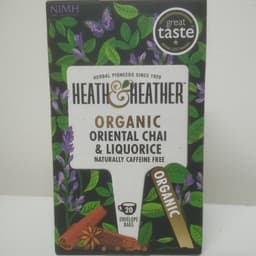 NIMH
great
taste
HERBAL PIONEERS SINCE 1920
HEATH & HEATHER
ORGANIC
ORIENTAL CHAI
& LIQUORICE
NATURALLY CAFFEINE FREE
ORGANIC
20
ENVELOPE
BAGS